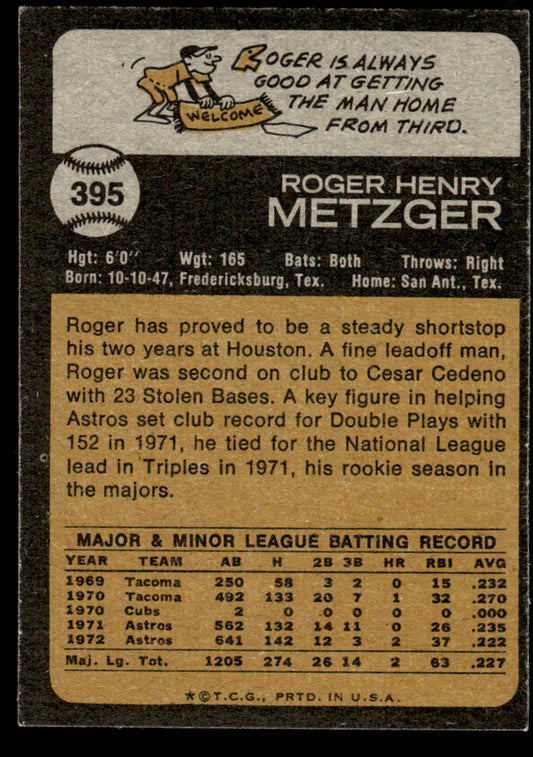 ROGER IS ALWAYS
GOOD AT GETTING
THE MAN HOME
FROM THIRD.
WELCOME
395
ROGER HENRY
METZGER
Hgt: 6'0" Wgt: 165 Bats: Both Throws: Right
Born: 10-10-47, Fredericksburg, Tex. Home: San Ant., Tex.
Roger has proved to be a steady shortstop
his two years at Houston. A fine leadoff man,
Roger was second on club to Cesar Cedeno
with 23 Stolen Bases. A key figure in helping
Astros set club record for Double Plays with
152 in 1971, he tied for the National League
lead in Triples in 1971, his rookie season in
the majors.
MAJOR & MINOR LEAGUE BATTING RECORD
YEAR TEAM AB H 2B 3B HR RBI AVG
1969 Tacoma 250 58 3 2 0 15 .232
1970 Tacoma 492 133 20 7 1 32 .270
1970 Cubs 2 0 0 0 0 0 .000
1971 Astros 562 132 14 11 0 26 .235
1972 Astros 641 142 12 3 2 37 .222
Maj. Lg. Tot. 1205 274 26 14 2 63 .227
*©T.C.G., PRTD. IN U.S.A.